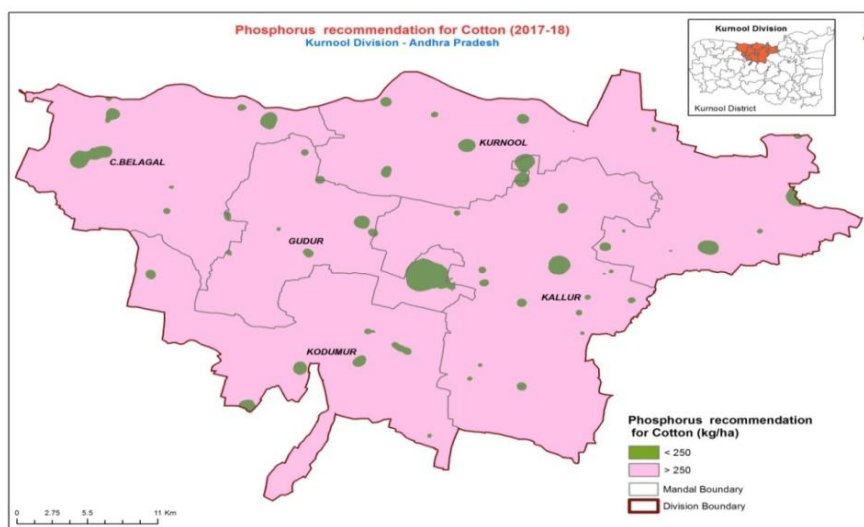 Phosphorus recommendation for Cotton (2017-18)
Kurnool Division - Andhra Pradesh
Kurnool Division
Kurnool District
KURNOOL
C.BELAGAL
GUDUR
KALLUR
KODUMUR
Phosphorus recommendation
for Cotton (kg/ha)
< 250
> 250
Mandal Boundary
Division Boundary
0 2.75 5.5 11 Km